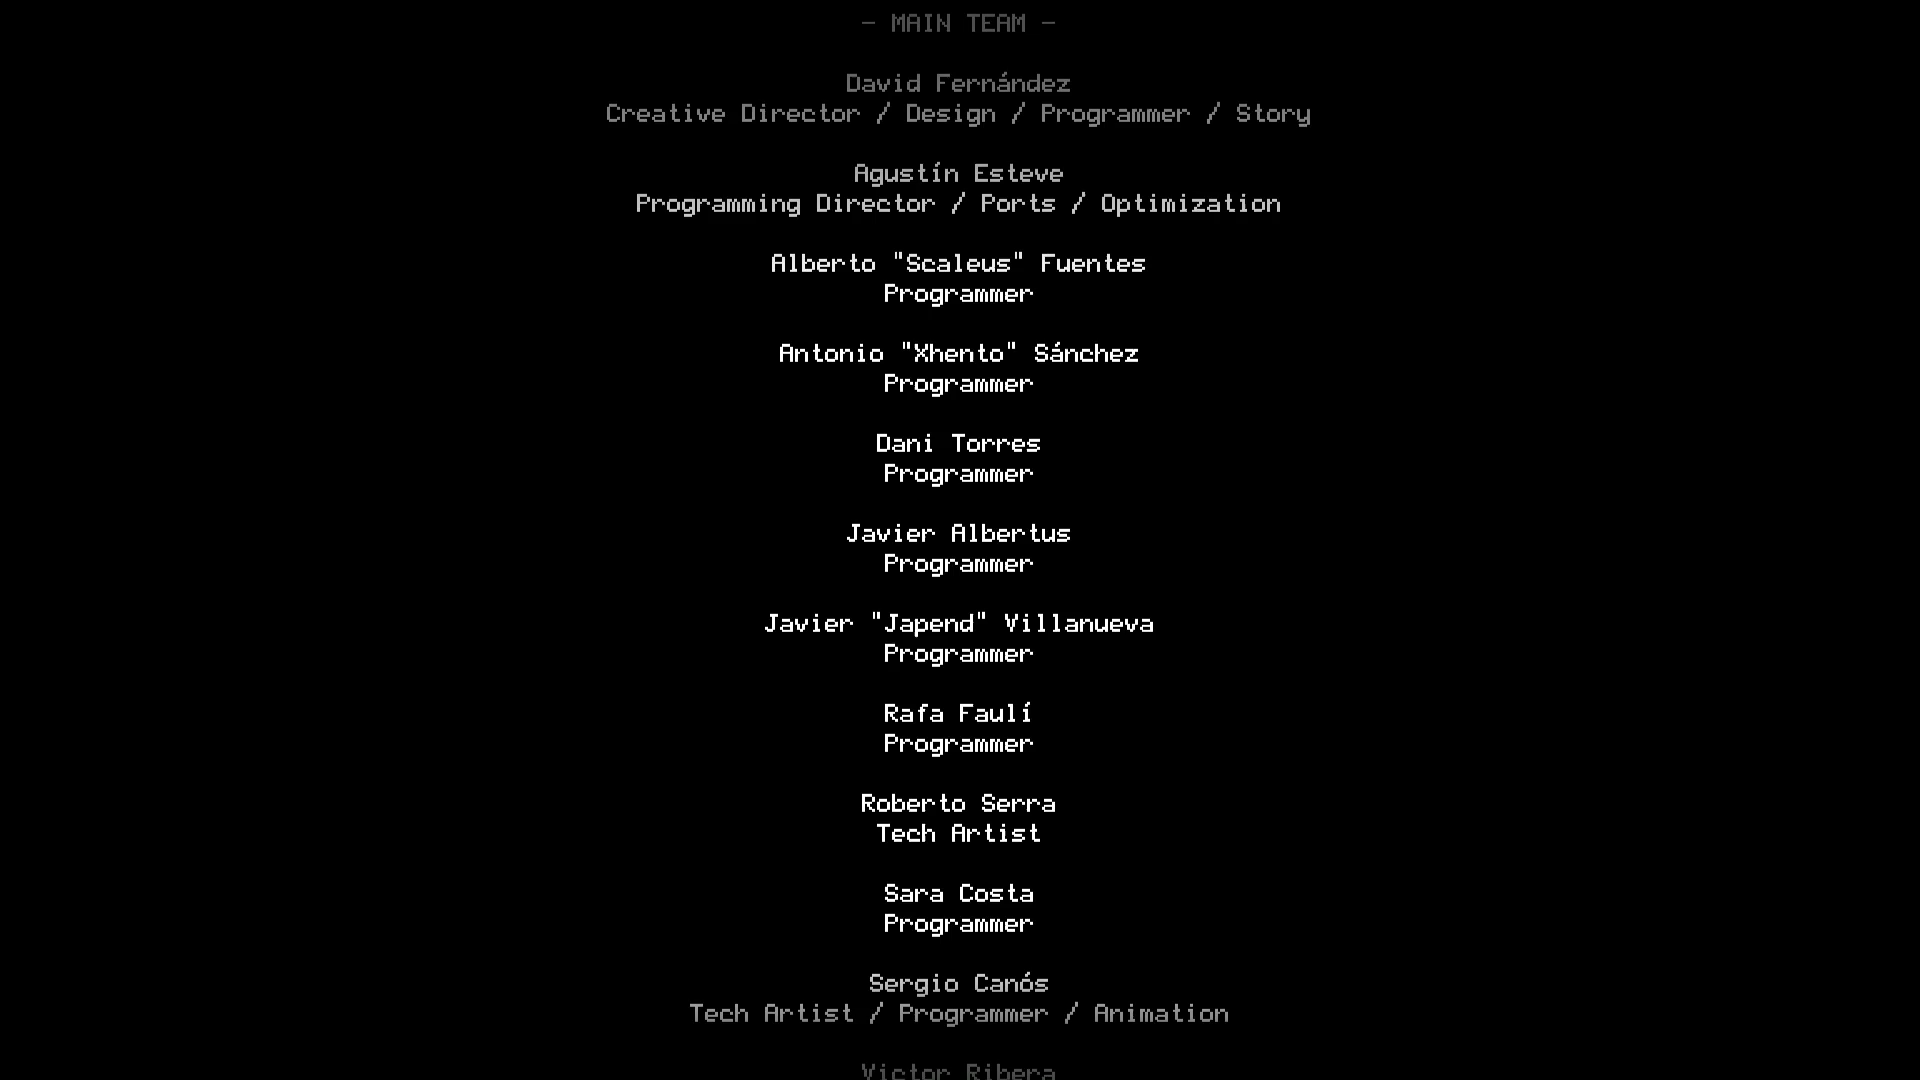 - MAIN TEAM -
David Fernández
Creative Director / Design / Programmer / Story
Agustín Esteve
Programming Director / Ports / Optimization
Alberto "Scaleus" Fuentes
Programmer
Antonio "Xhento" Sánchez
Programmer
Dani Torres
Programmer
Javier Albertus
Programmer
Javier "Japend" Villanueva
Programmer
Rafa Faulí
Programmer
Roberto Serra
Tech Artist
Sara Costa
Programmer
Sergio Canós
Tech Artist / Programmer / Animation
Victor Ribera